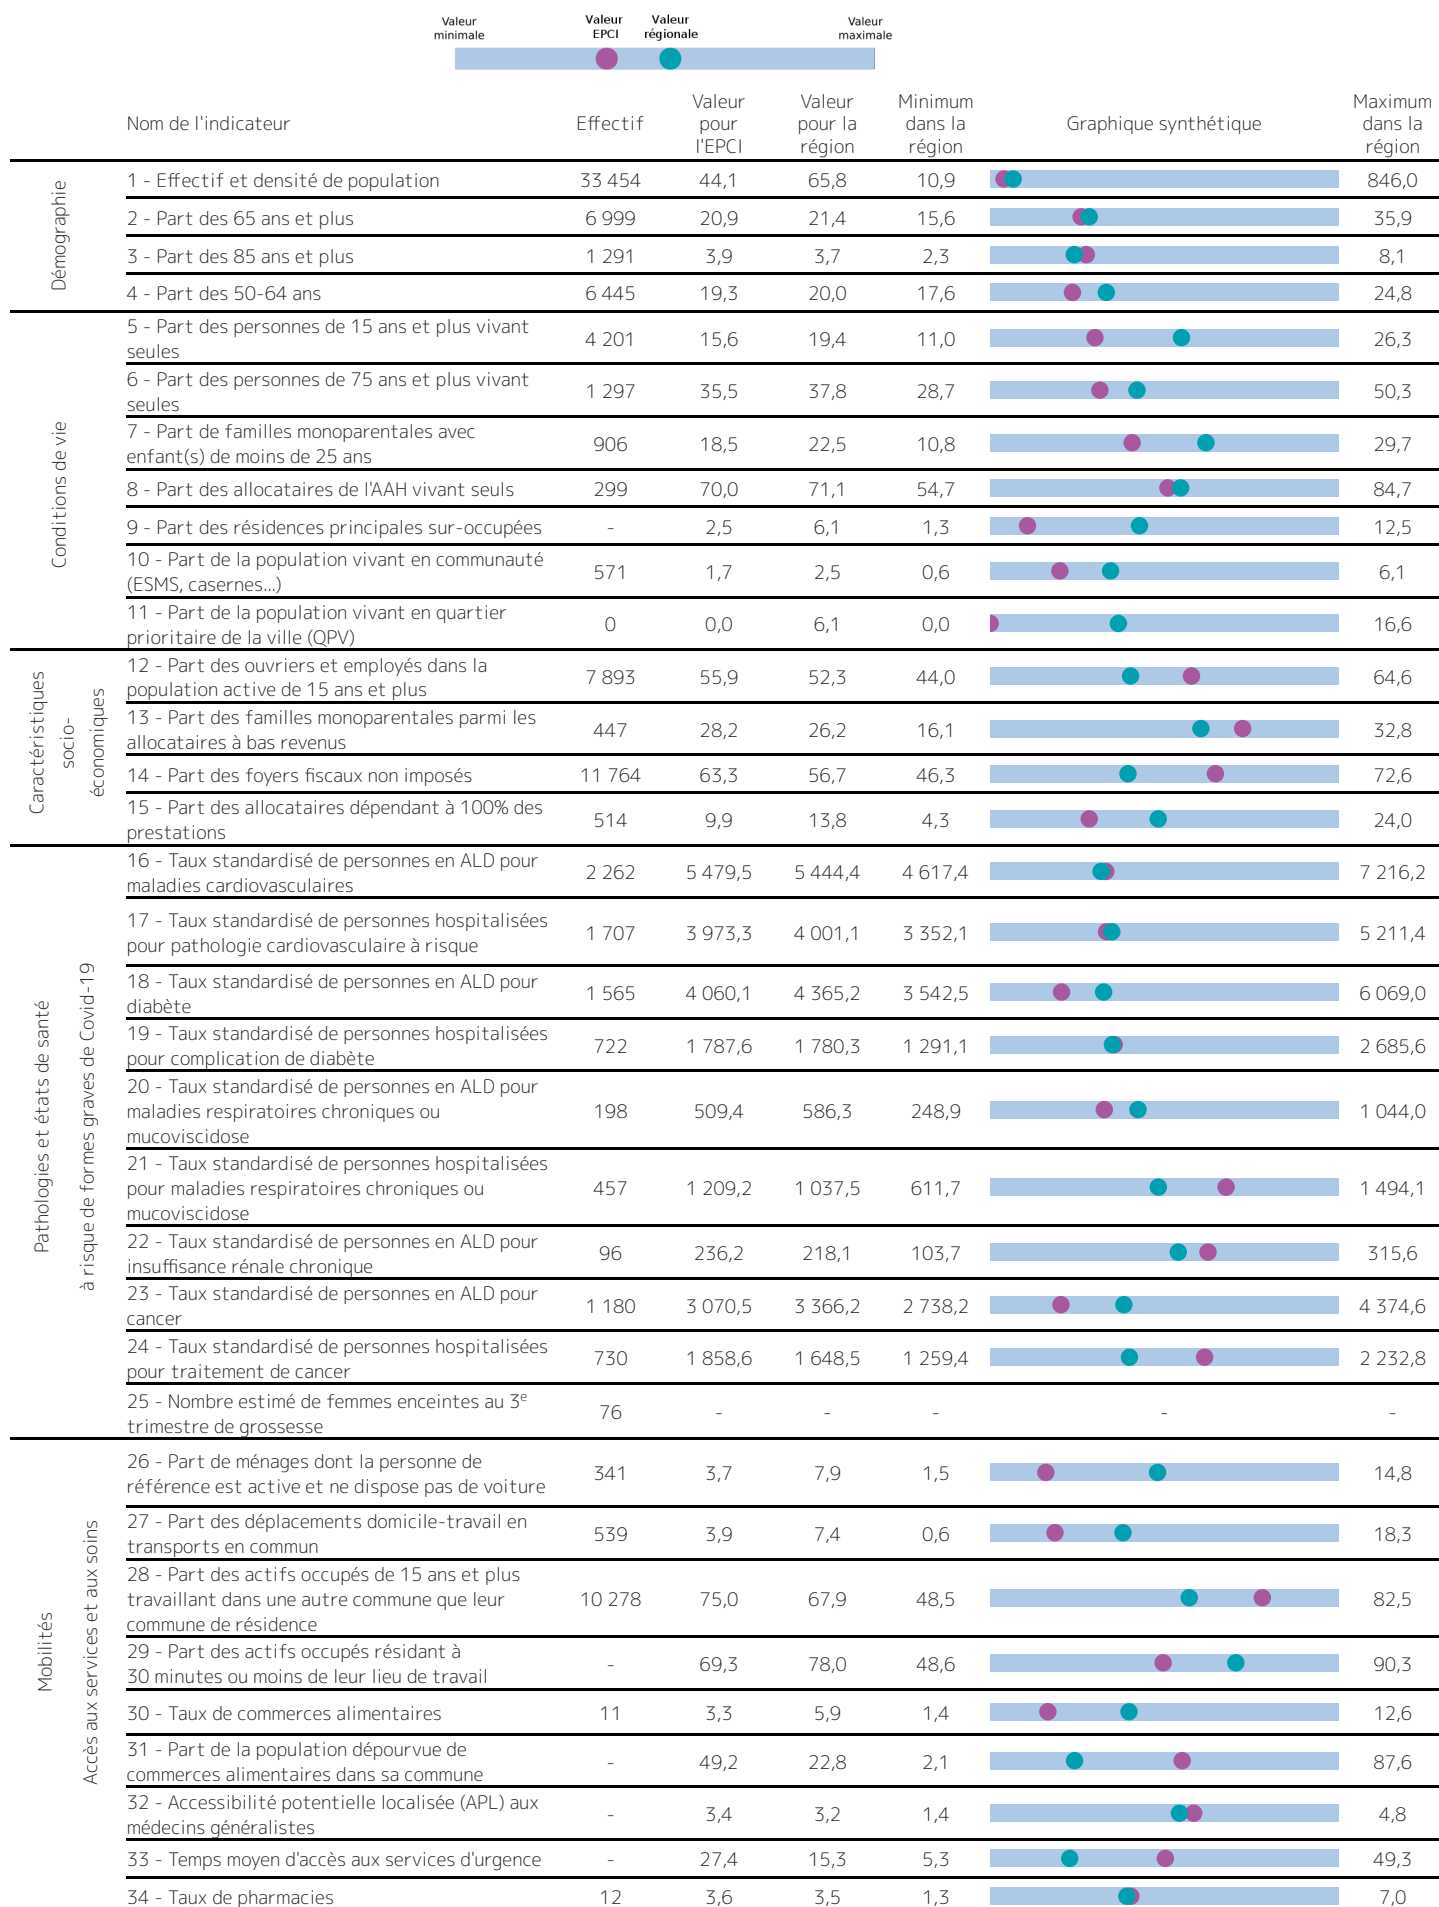 Valeur
minimale
Valeur
EPCI
Valeur
régionale
Valeur
maximale
Nom de l'indicateur
Effectif
Valeur
pour
l'EPCI
Valeur
pour la
région
Minimum
dans la
région
Graphique synthétique
Maximum
dans la
région
Démographie
1 - Effectif et densité de population 33 454 44,1 65,8 10,9 846,0
2 - Part des 65 ans et plus 6 999 20,9 21,4 15,6 35,9
3 - Part des 85 ans et plus 1 291 3,9 3,7 2,3 8,1
4 - Part des 50-64 ans 6 445 19,3 20,0 17,6 24,8
Conditions de vie
5 - Part des personnes de 15 ans et plus vivant
seules 4 201 15,6 19,4 11,0 26,3
6 - Part des personnes de 75 ans et plus vivant
seules 1 297 35,5 37,8 28,7 50,3
7 - Part de familles monoparentales avec
enfant(s) de moins de 25 ans 906 18,5 22,5 10,8 29,7
8 - Part des allocataires de l'AAH vivant seuls 299 70,0 71,1 54,7 84,7
9 - Part des résidences principales sur-occupées - 2,5 6,1 1,3 12,5
10 - Part de la population vivant en communauté
(ESMS, casernes...) 571 1,7 2,5 0,6 6,1
11 - Part de la population vivant en quartier
prioritaire de la ville (QPV) 0 0,0 6,1 0,0 16,6
Caractéristiques
socio-
économiques
12 - Part des ouvriers et employés dans la
population active de 15 ans et plus 7 893 55,9 52,3 44,0 64,6
13 - Part des familles monoparentales parmi les
allocataires à bas revenus 447 28,2 26,2 16,1 32,8
14 - Part des foyers fiscaux non imposés 11 764 63,3 56,7 46,3 72,6
15 - Part des allocataires dépendant à 100% des
prestations 514 9,9 13,8 4,3 24,0
Pathologies et états de santé
à risque de formes graves de Covid-19
16 - Taux standardisé de personnes en ALD pour
maladies cardiovasculaires 2 262 5 479,5 5 444,4 4 617,4 7 216,2
17 - Taux standardisé de personnes hospitalisées
pour pathologie cardiovasculaire à risque 1 707 3 973,3 4 001,1 3 352,1 5 211,4
18 - Taux standardisé de personnes en ALD pour
diabète 1 565 4 060,1 4 365,2 3 542,5 6 069,0
19 - Taux standardisé de personnes hospitalisées
pour complication de diabète 722 1 787,6 1 780,3 1 291,1 2 685,6
20 - Taux standardisé de personnes en ALD pour
maladies respiratoires chroniques ou
mucoviscidose 198 509,4 586,3 248,9 1 044,0
21 - Taux standardisé de personnes hospitalisées
pour maladies respiratoires chroniques ou
mucoviscidose 457 1 209,2 1 037,5 611,7 1 494,1
22 - Taux standardisé de personnes en ALD pour
insuffisance rénale chronique 96 236,2 218,1 103,7 315,6
23 - Taux standardisé de personnes en ALD pour
cancer 1 180 3 070,5 3 366,2 2 738,2 4 374,6
24 - Taux standardisé de personnes hospitalisées
pour traitement de cancer 730 1 858,6 1 648,5 1 259,4 2 232,8
25 - Nombre estimé de femmes enceintes au 3e
trimestre de grossesse 76 - - - - -
Mobilités
Accès aux services et aux soins
26 - Part de ménages dont la personne de
référence est active et ne dispose pas de voiture 341 3,7 7,9 1,5 14,8
27 - Part des déplacements domicile-travail en
transports en commun 539 3,9 7,4 0,6 18,3
28 - Part des actifs occupés de 15 ans et plus
travaillant dans une autre commune que leur
commune de résidence 10 278 75,0 67,9 48,5 82,5
29 - Part des actifs occupés résidant à
30 minutes ou moins de leur lieu de travail - 69,3 78,0 48,6 90,3
30 - Taux de commerces alimentaires 11 3,3 5,9 1,4 12,6
31 - Part de la population dépourvue de
commerces alimentaires dans sa commune - 49,2 22,8 2,1 87,6
32 - Accessibilité potentielle localisée (APL) aux
médecins généralistes - 3,4 3,2 1,4 4,8
33 - Temps moyen d'accès aux services d'urgence - 27,4 15,3 5,3 49,3
34 - Taux de pharmacies 12 3,6 3,5 1,3 7,0